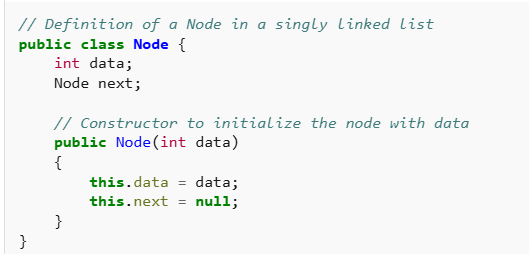 // Definition of a Node in a singly linked list
public class Node {
    int data;
    Node next;

    // Constructor to initialize the node with data
    public Node(int data)
    {
        this.data = data;
        this.next = null;
    }
}